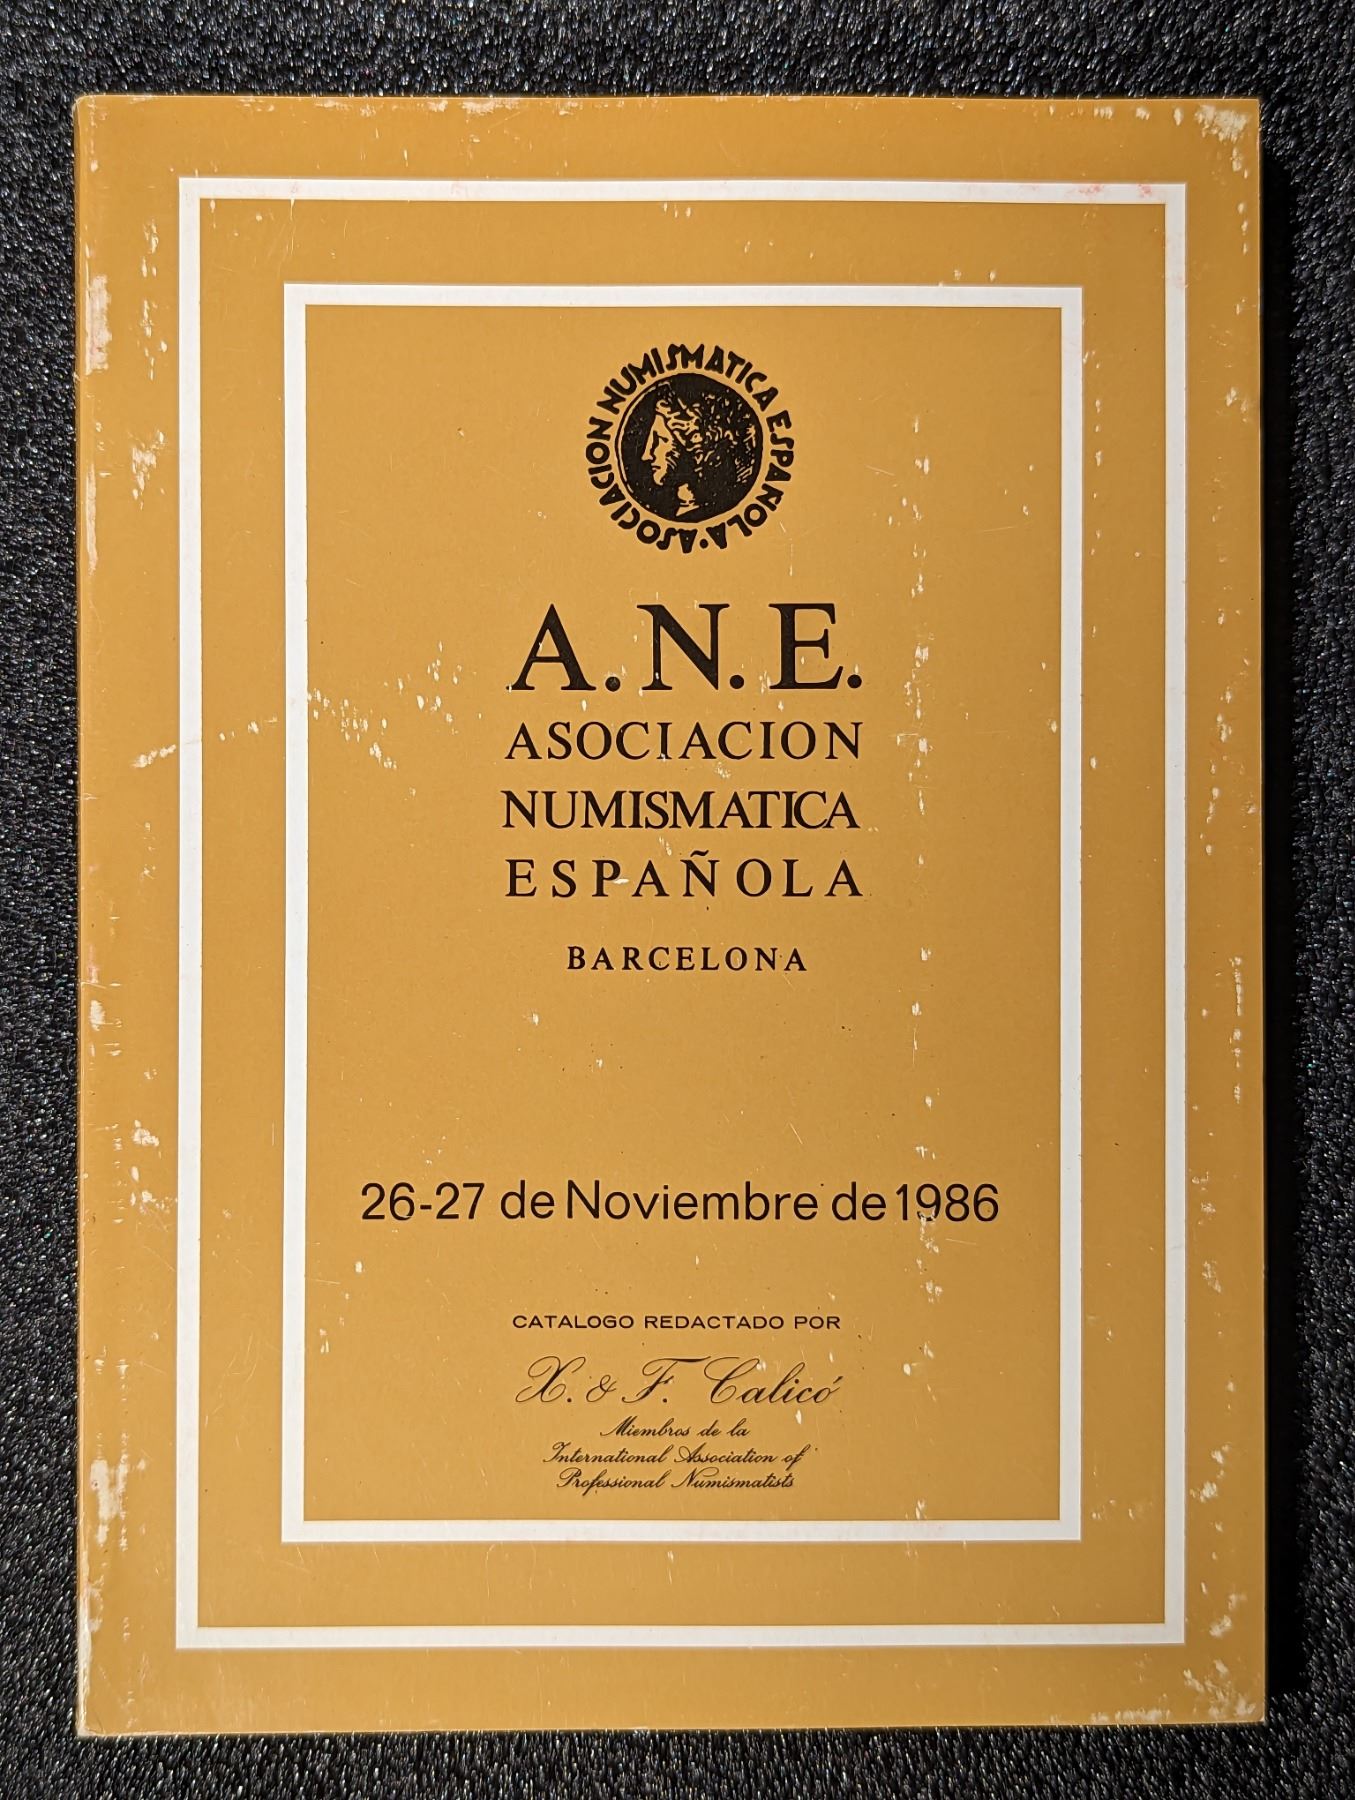 ASOCIACION NUMISMATICA ESPAÑOLA·
A.N.E.
ASOCIACION
NUMISMATICA
ESPAÑOLA
BARCELONA
26-27 de Noviembre de 1986
CATALOGO REDACTADO POR
X. & F. Calicó
Miembros de la
International Association of
Professional Numismatists